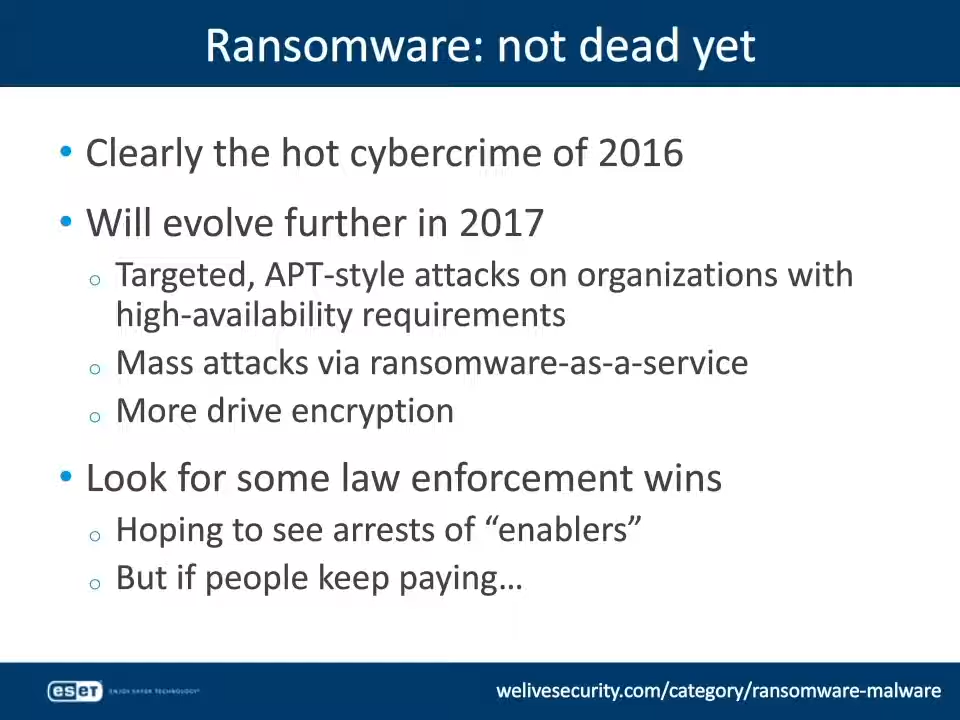 Ransomware: not dead yet
• Clearly the hot cybercrime of 2016
• Will evolve further in 2017
o Targeted, APT-style attacks on organizations with
high-availability requirements
o Mass attacks via ransomware-as-a-service
o More drive encryption
• Look for some law enforcement wins
o Hoping to see arrests of “enablers”
o But if people keep paying…
eset ENJOY SAFER TECHNOLOGY™
welivesecurity.com/category/ransomware-malware